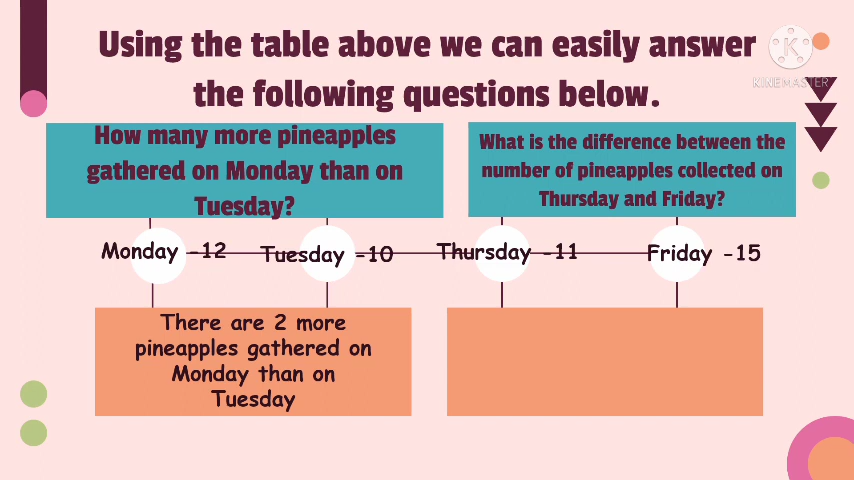 Using the table above we can easily answer
the following questions below.
K
KINEMASTER
How many more pineapples
gathered on Monday than on
Tuesday?
What is the difference between the
number of pineapples collected on
Thursday and Friday?
Monday -12
Tuesday -10
Thursday -11
Friday -15
There are 2 more
pineapples gathered on
Monday than on
Tuesday